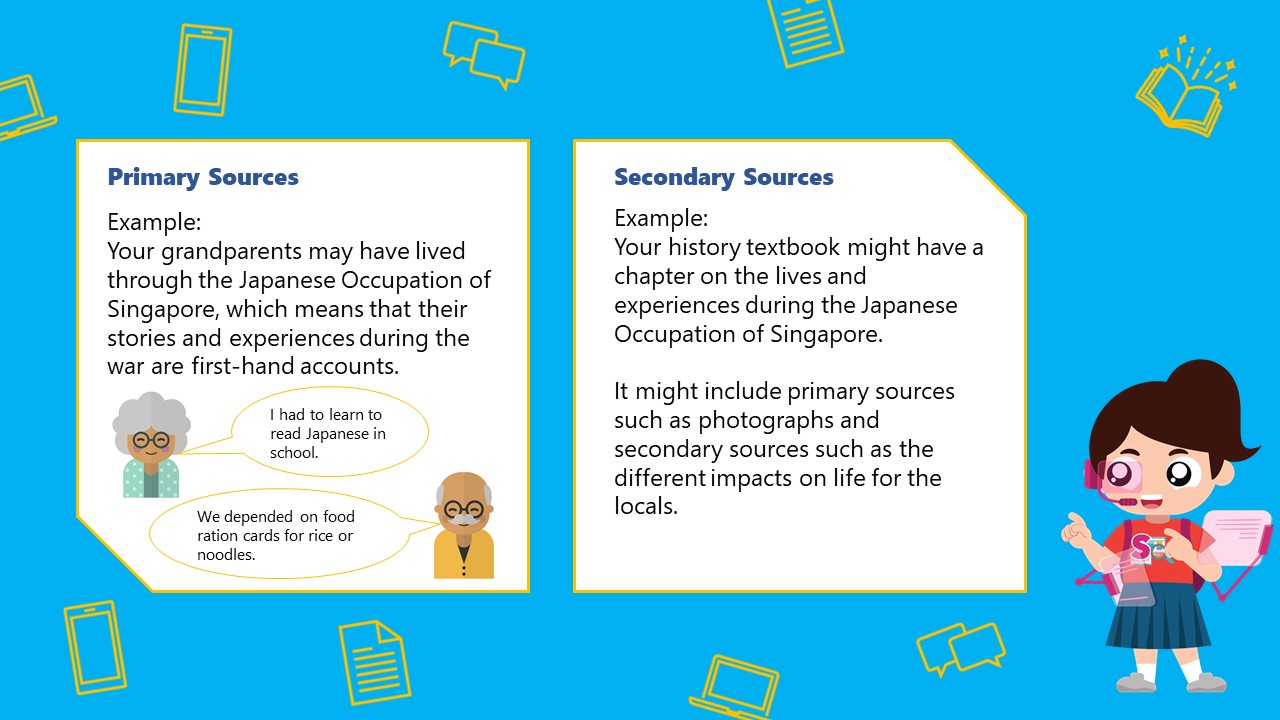 Primary Sources
Example:
Your grandparents may have lived
through the Japanese Occupation of
Singapore, which means that their
stories and experiences during the
war are first-hand accounts.
I had to learn to
read Japanese in
school.
We depended on food
ration cards for rice or
noodles.
Secondary Sources
Example:
Your history textbook might have a
chapter on the lives and
experiences during the Japanese
Occupation of Singapore.
It might include primary sources
such as photographs and
secondary sources such as the
different impacts on life for the
locals.